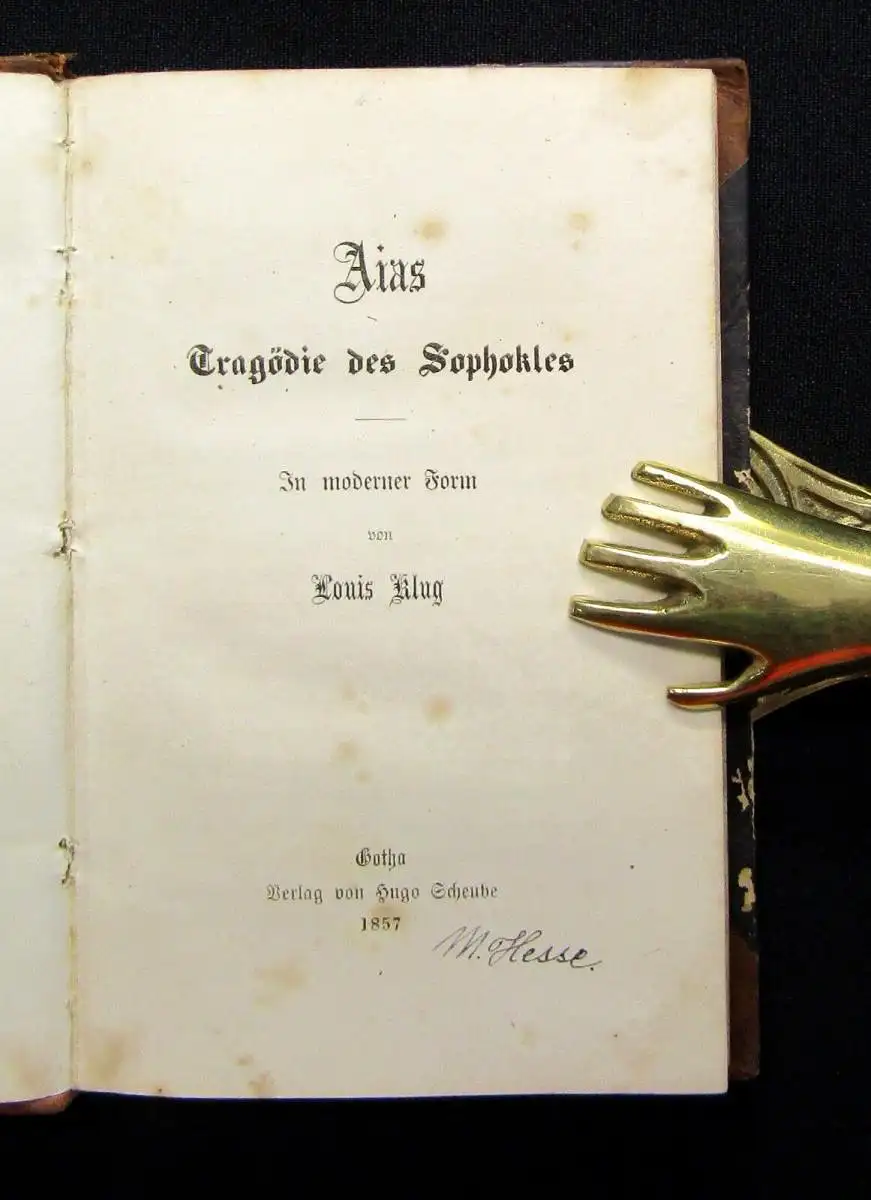 Aias
Tragödie des Sophokles
In moderner Form
von
Louis Klug
Gotha
Verlag von Hugo Scheube
1857
M. Hesse.